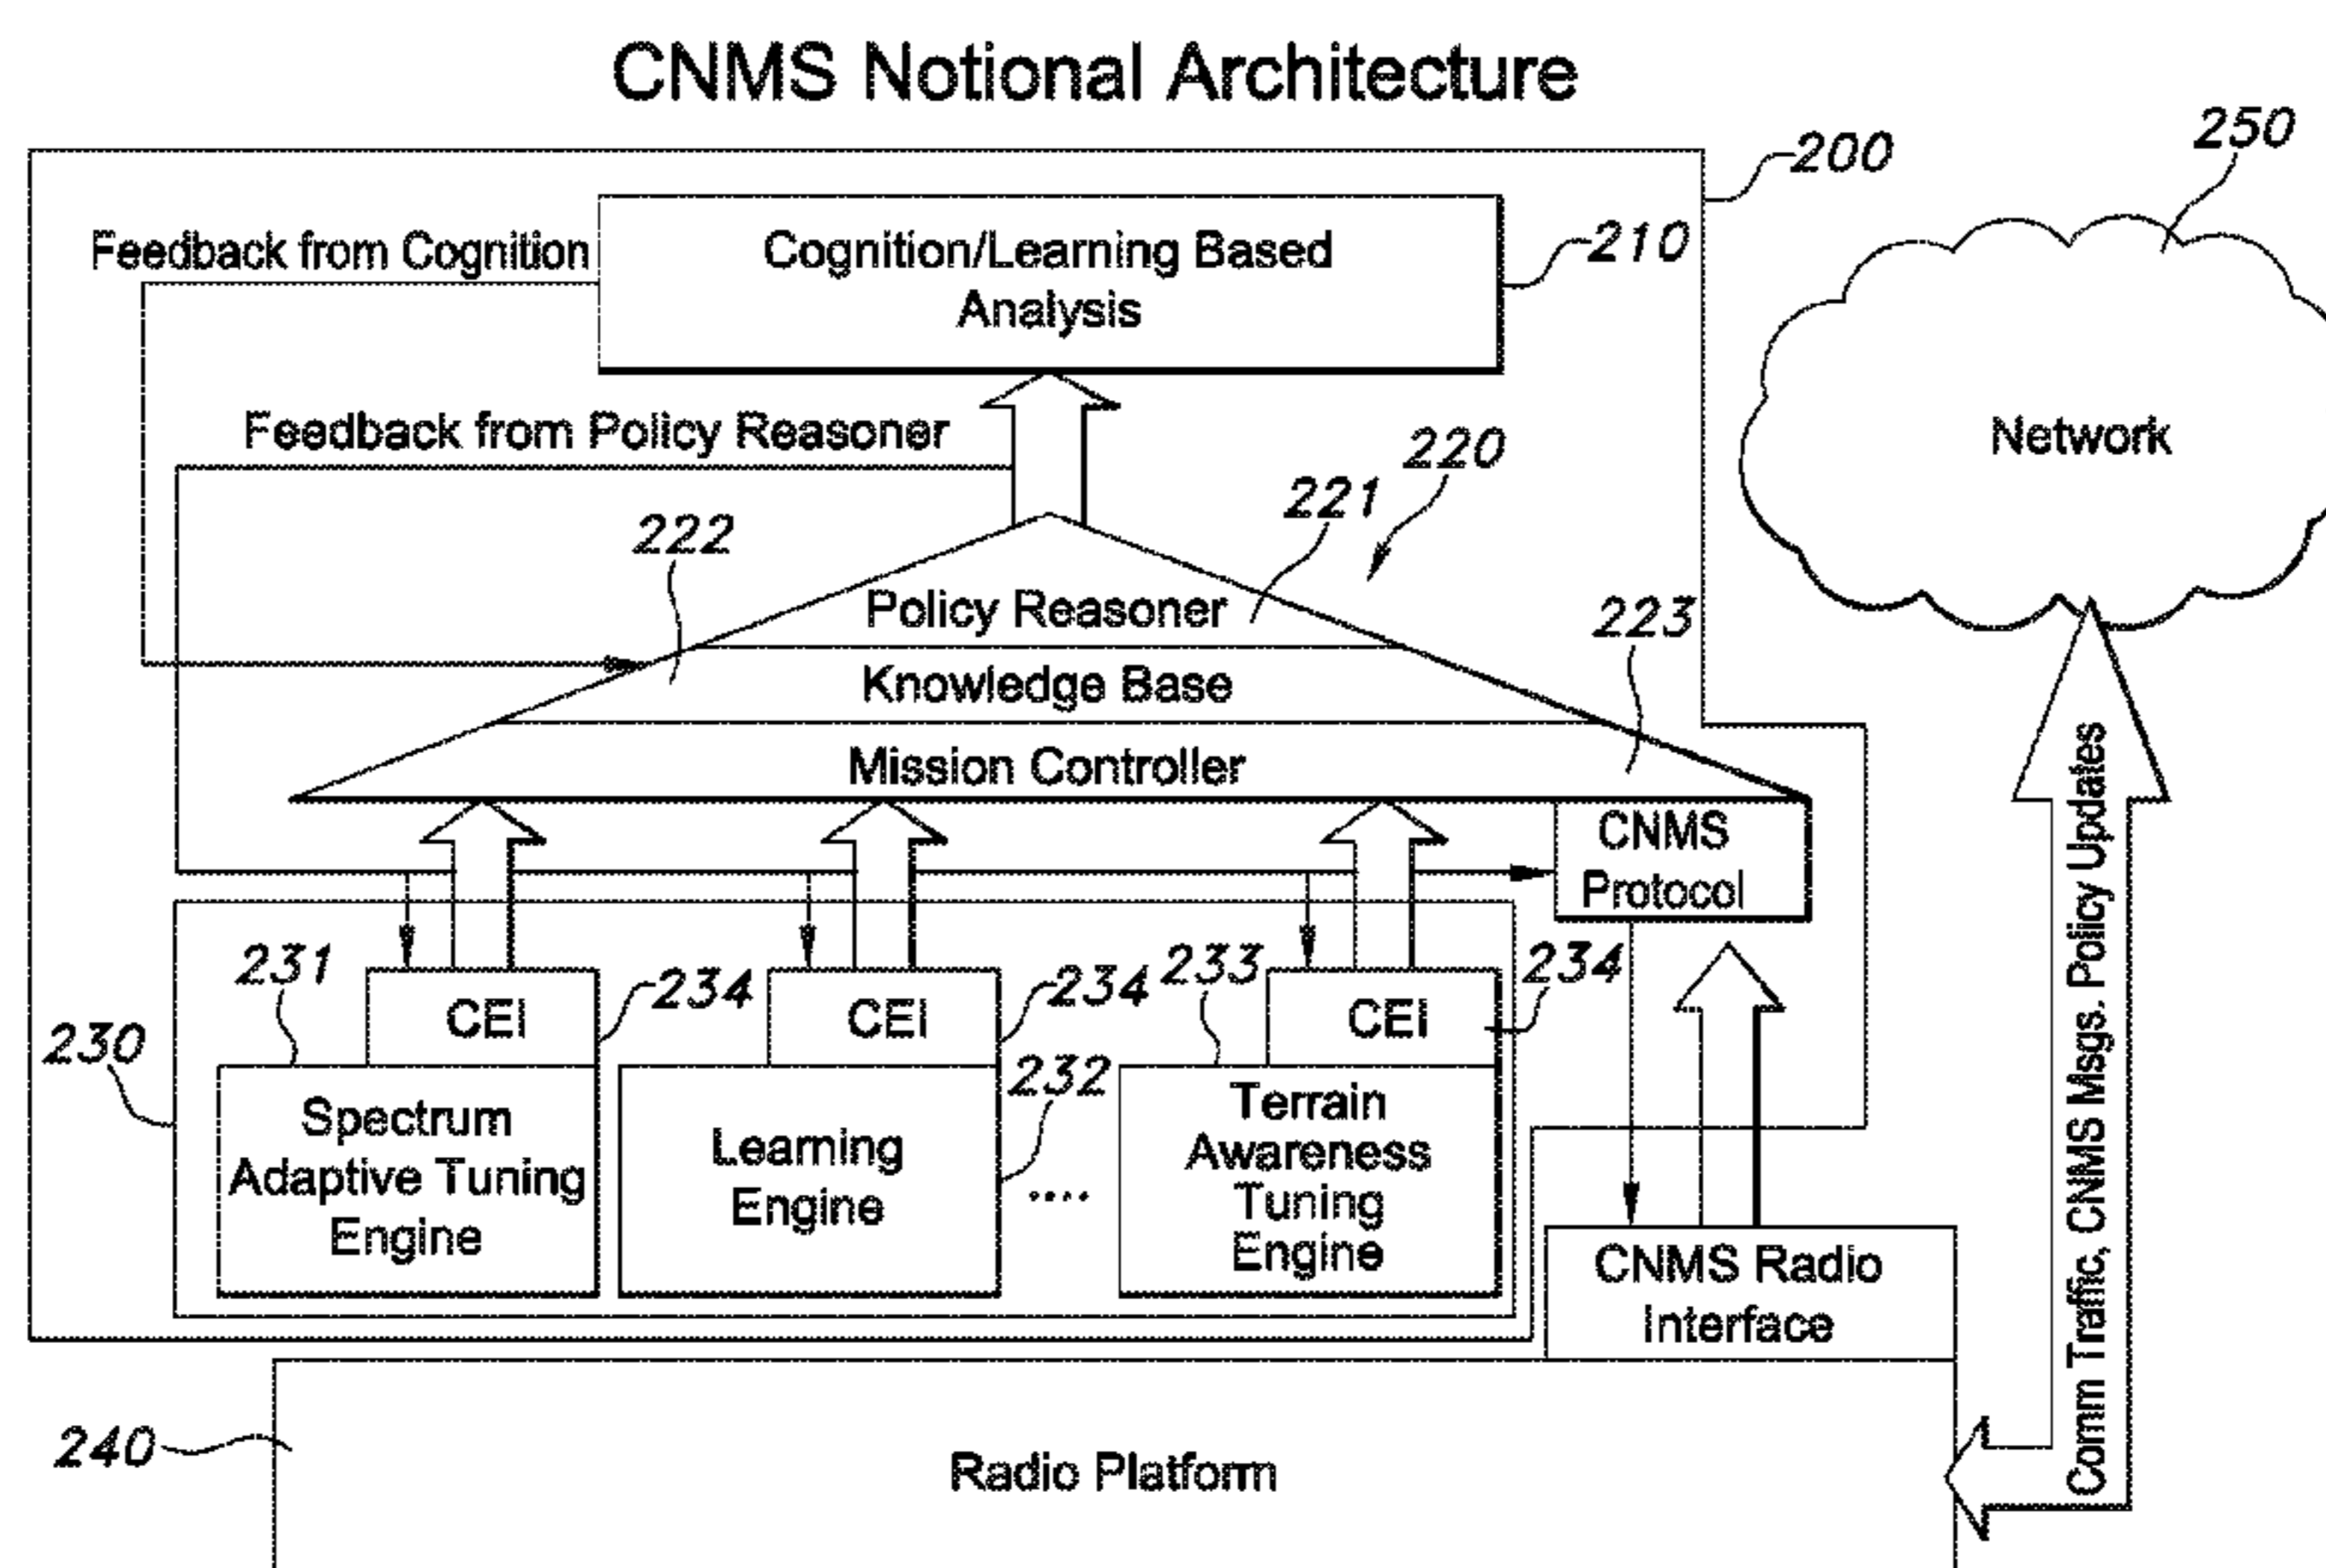 CNMS Notional Architecture
250
200
Feedback from Cognition
Cognition/Learning Based
Analysis
210
Network
Feedback from Policy Reasoner
220
221
222
Policy Reasoner
223
Knowledge Base
Mission Controller
CNMS
Protocol
Comm Traffic, CNMS Msgs. Policy Updates
231
CEI
234
CEI
234
233
CEI
234
230
232
Spectrum
Adaptive Tuning
Engine
Learning
Engine
....
Terrain
Awareness
Tuning
Engine
CNMS Radio
Interface
240
Radio Platform